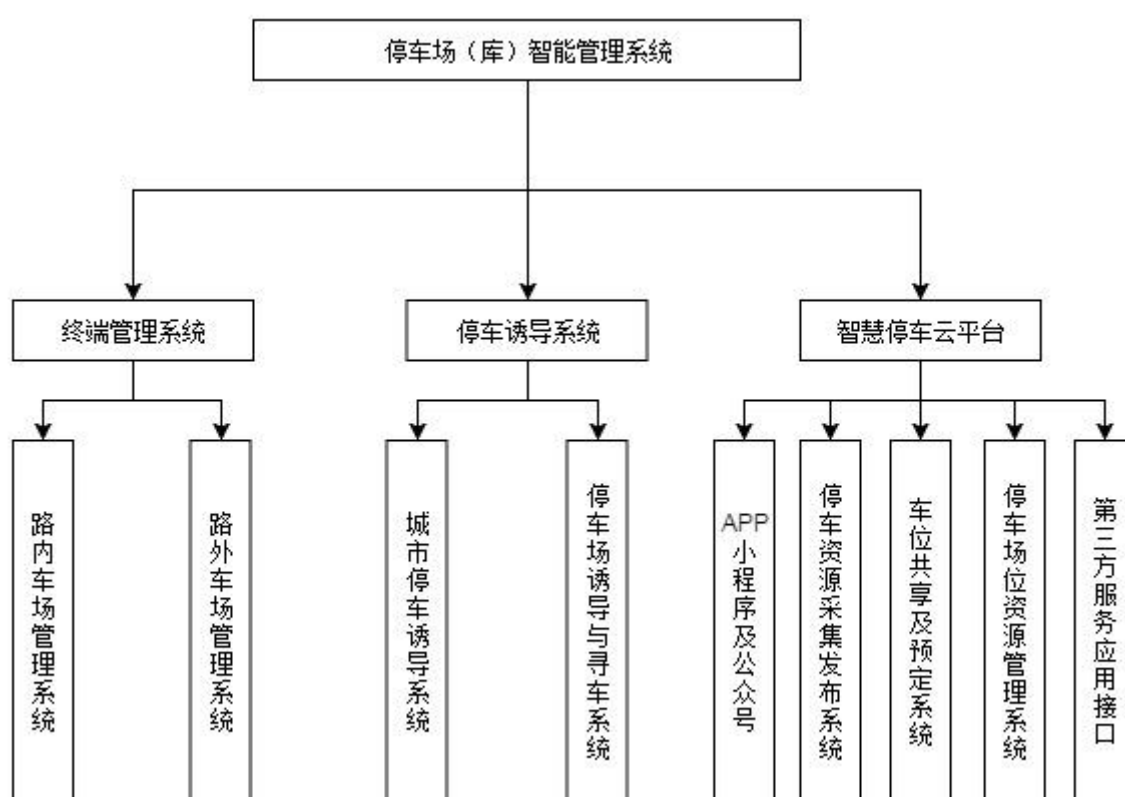 停车场（库）智能管理系统
终端管理系统
停车诱导系统
智慧停车云平台
路内车场管理系统
路外车场管理系统
城市停车诱导系统
停车场诱导与寻车系统
APP小程序及公众号
停车资源采集发布系统
车位共享及预定系统
停车场位资源管理系统
第三方服务应用接口